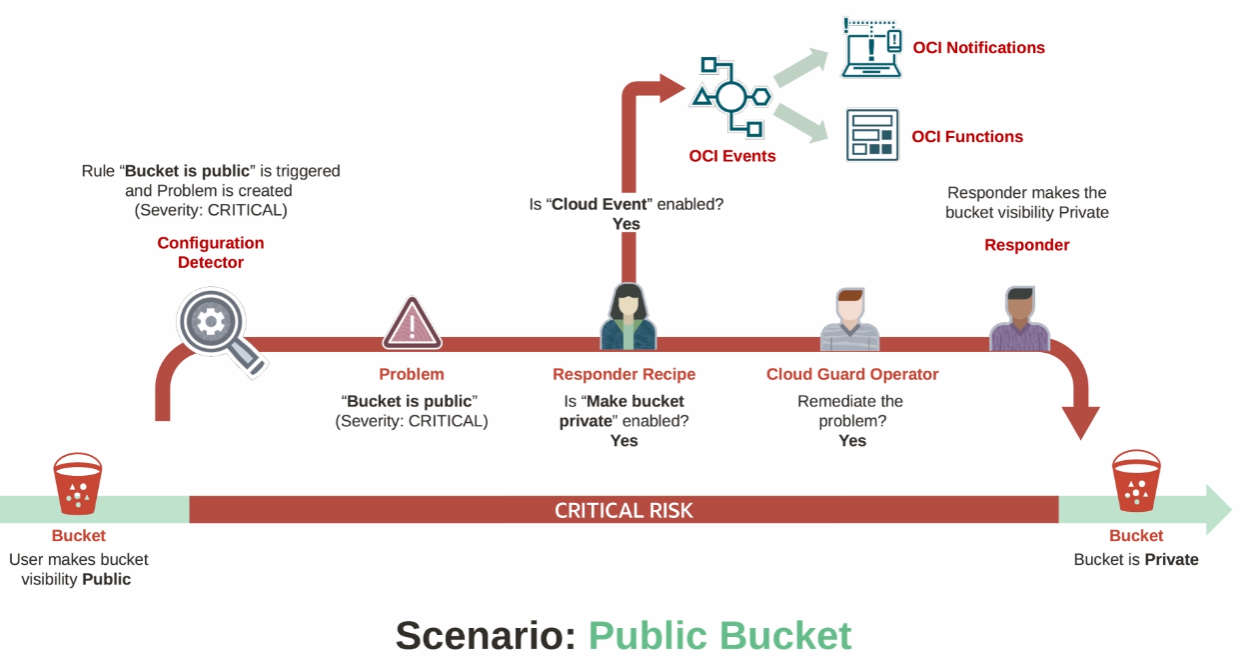 OCI Notifications
OCI Functions
OCI Events
Rule “Bucket is public” is triggered
and Problem is created
(Severity: CRITICAL)
Configuration
Detector
Is “Cloud Event” enabled?
Yes
Responder makes the
bucket visibility Private
Responder
Problem
“Bucket is public”
(Severity: CRITICAL)
Responder Recipe
Is “Make bucket
private” enabled?
Yes
Cloud Guard Operator
Remediate the
problem?
Yes
CRITICAL RISK
Bucket
User makes bucket
visibility Public
Bucket
Bucket is Private
Scenario: Public Bucket